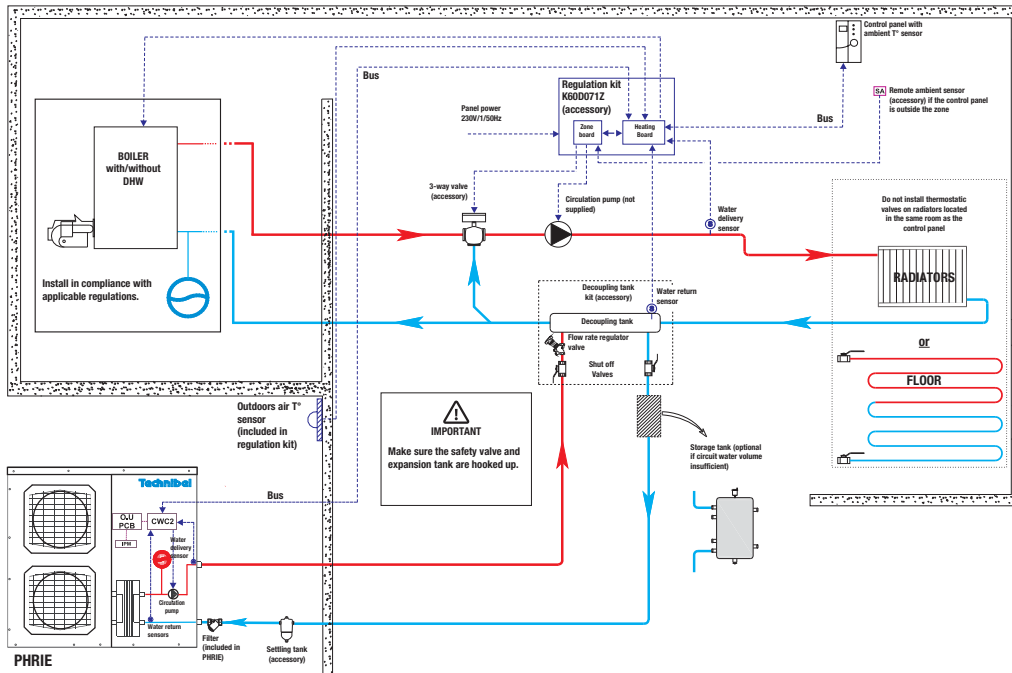 Control panel with
ambient T° sensor
Bus
Regulation kit
K60D071Z
(accessory)
SA
Remote ambient sensor
(accessory) if the control panel
is outside the zone
Panel power
230V/1/50Hz
Zone
board
Heating
Board
Bus
BOILER
with/without
DHW
3-way valve
(accessory)
Circulation pump (not
supplied)
Water
delivery
sensor
Do not install thermostatic
valves on radiators located
in the same room as the
control panel
RADIATORS
Install in compliance with
applicable regulations.
Decoupling tank
kit (accessory)
Water return
sensor
Decoupling tank
Flow rate regulator
valve
Shut off
Valves
or
FLOOR
Outdoors air T°
sensor
(included in
regulation kit)
IMPORTANT
Make sure the safety valve and
expansion tank are hooked up.
Storage tank (optional
if circuit water volume
insufficient)
Technibel
Bus
O.U
PCB
CWC2
IPM
Water
delivery
sensor
Circulation
pump
Water return
sensors
Filter
(included in
PHRIE)
Settling tank
(accessory)
PHRIE